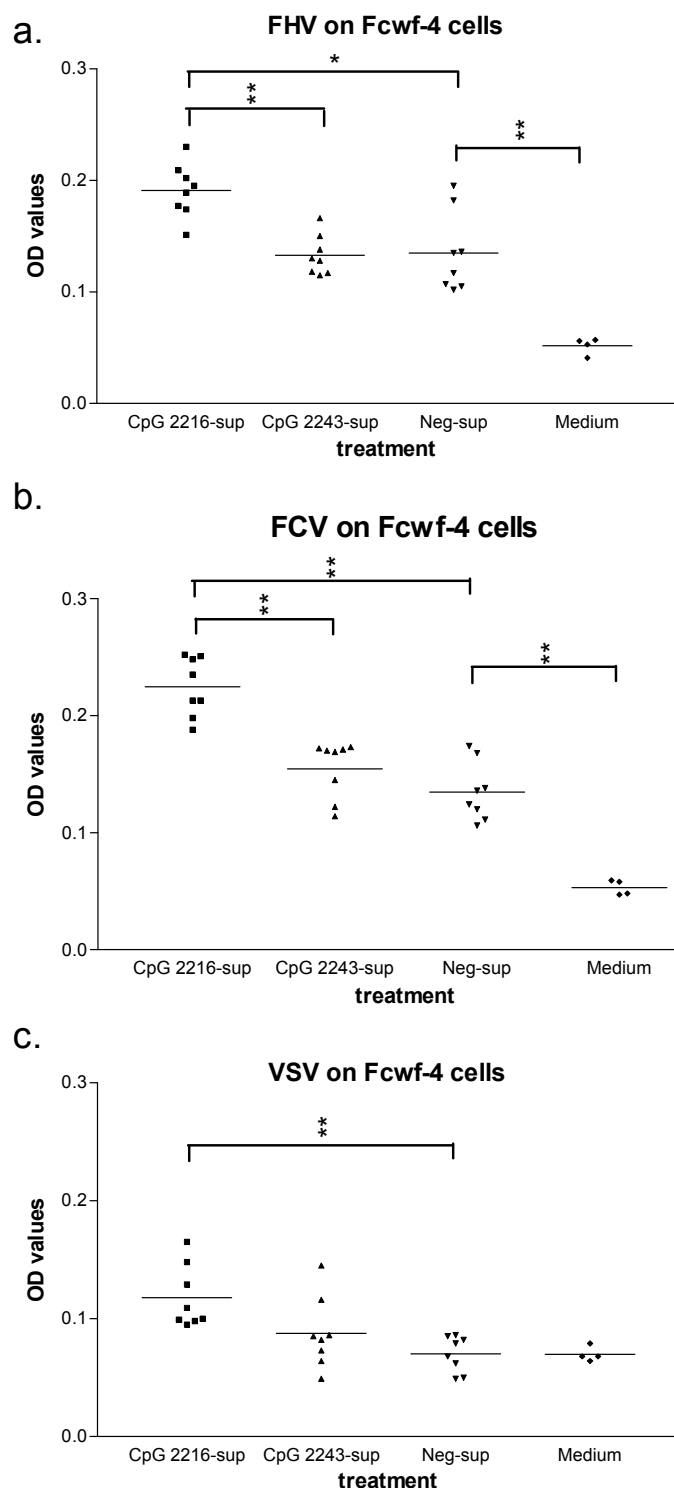 a.
FHV on Fcwf-4 cells
*
**
**
0.3
0.2
0.1
0.0
OD values
CpG 2216-sup CpG 2243-sup Neg-sup Medium
treatment
b.
FCV on Fcwf-4 cells
**
**
**
0.3
0.2
0.1
0.0
OD values
CpG 2216-sup CpG 2243-sup Neg-sup Medium
treatment
c.
VSV on Fcwf-4 cells
**
0.3
0.2
0.1
0.0
OD values
CpG 2216-sup CpG 2243-sup Neg-sup Medium
treatment